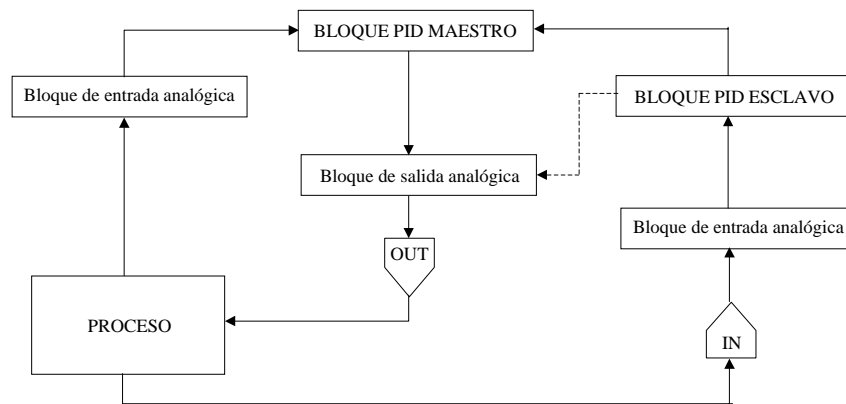 BLOQUE PID MAESTRO
Bloque de entrada analógica
BLOQUE PID ESCLAVO
Bloque de salida analógica
Bloque de entrada analógica
OUT
PROCESO
IN